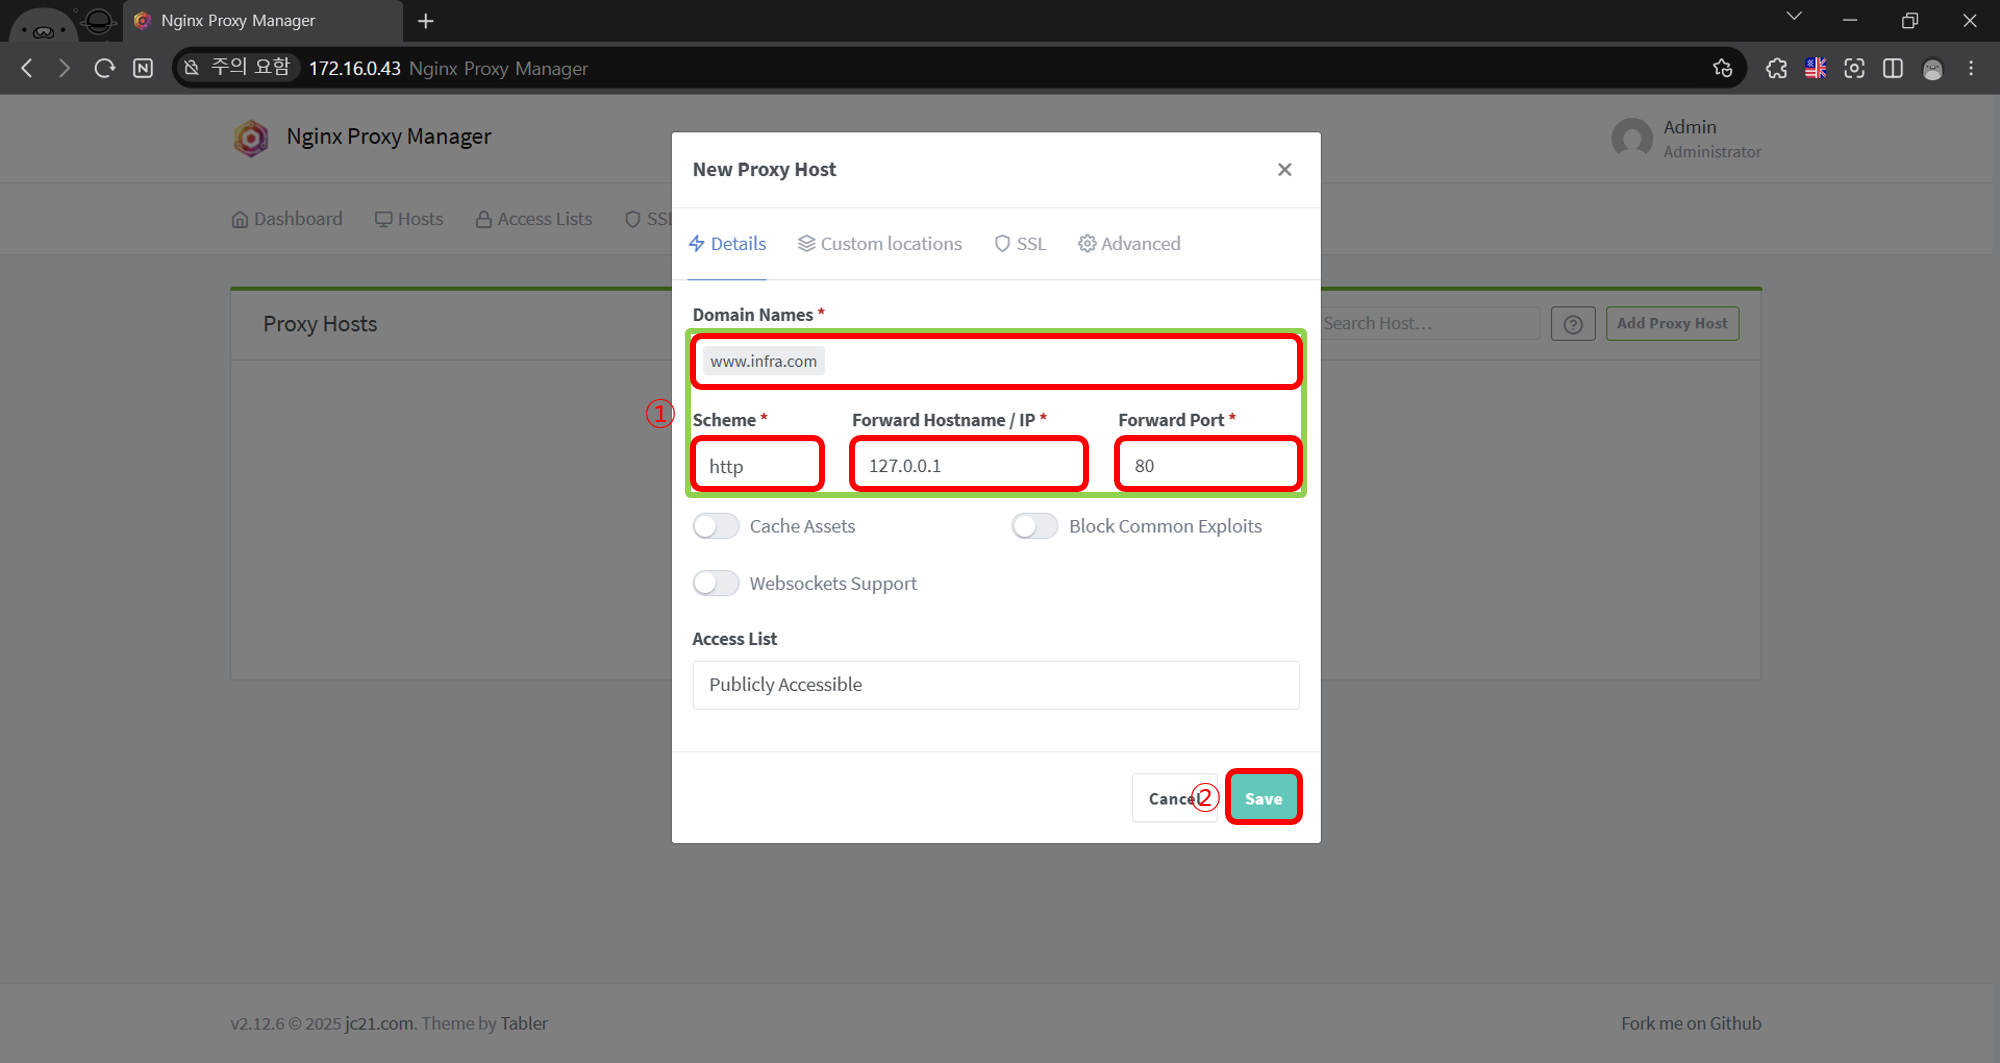 Nginx Proxy Manager
주의 요함 172.16.0.43 Nginx Proxy Manager
Nginx Proxy Manager
Admin
Administrator
Dashboard Hosts Access Lists SSL
New Proxy Host
Details Custom locations SSL Advanced
Proxy Hosts
Search Host…
Add Proxy Host
Domain Names *
www.infra.com
①
Scheme * Forward Hostname / IP * Forward Port *
http 127.0.0.1 80
Cache Assets Block Common Exploits
Websockets Support
Access List
Publicly Accessible
Cancel ② Save
v2.12.6 © 2025 jc21.com. Theme by Tabler
Fork me on Github